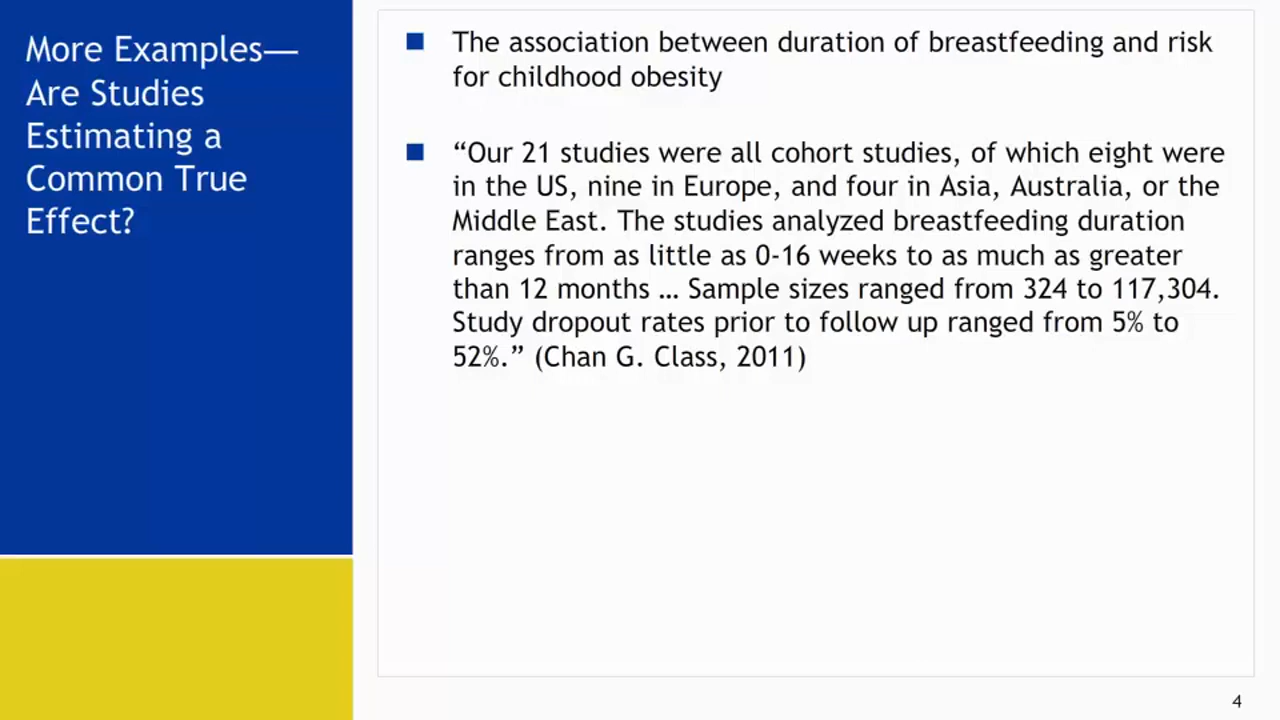 More Examples—
Are Studies
Estimating a
Common True
Effect?
The association between duration of breastfeeding and risk
for childhood obesity
“Our 21 studies were all cohort studies, of which eight were
in the US, nine in Europe, and four in Asia, Australia, or the
Middle East. The studies analyzed breastfeeding duration
ranges from as little as 0-16 weeks to as much as greater
than 12 months … Sample sizes ranged from 324 to 117,304.
Study dropout rates prior to follow up ranged from 5% to
52%.” (Chan G. Class, 2011)
4